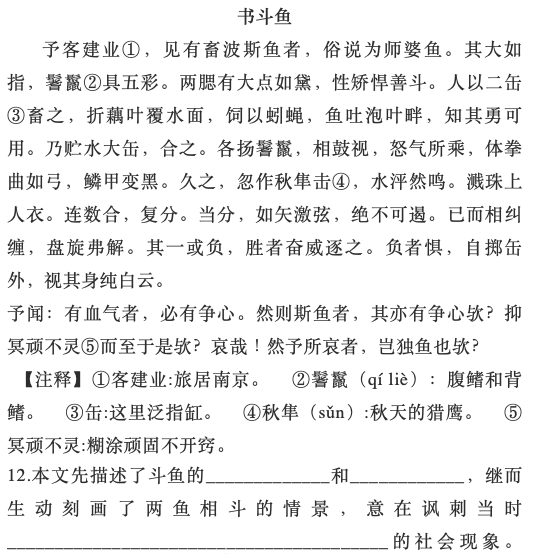 书斗鱼
予客建业①，见有畜波斯鱼者，俗说为师婆鱼。其大如
指，鬐鬣②具五彩。两腮有大点如黛，性矫悍善斗。人以二缶
③畜之，折藕叶覆水面，饲以蚓蝇，鱼吐泡叶畔，知其勇可
用。乃贮水大缶，合之。各扬鬐鬣，相鼓视，怒气所乘，体拳
曲如弓，鳞甲变黑。久之，忽作秋隼击④，水泙然鸣。溅珠上
人衣。连数合，复分。当分，如矢激弦，绝不可遏。已而相纠
缠，盘旋弗解。其一或负，胜者奋威逐之。负者惧，自掷缶
外，视其身纯白云。
予闻：有血气者，必有争心。然则斯鱼者，其亦有争心欤？抑
冥顽不灵⑤而至于是欤？哀哉！然予所哀者，岂独鱼也欤？
【注释】①客建业:旅居南京。 ②鬐鬣（qí liè）：腹鳍和背
鳍。 ③缶:这里泛指缸。 ④秋隼（sǔn）:秋天的猎鹰。 ⑤
冥顽不灵:糊涂顽固不开窍。
12.本文先描述了斗鱼的_____________和____________，继而
生动刻画了两鱼相斗的情景，意在讽刺当时
________________________________________的社会现象。